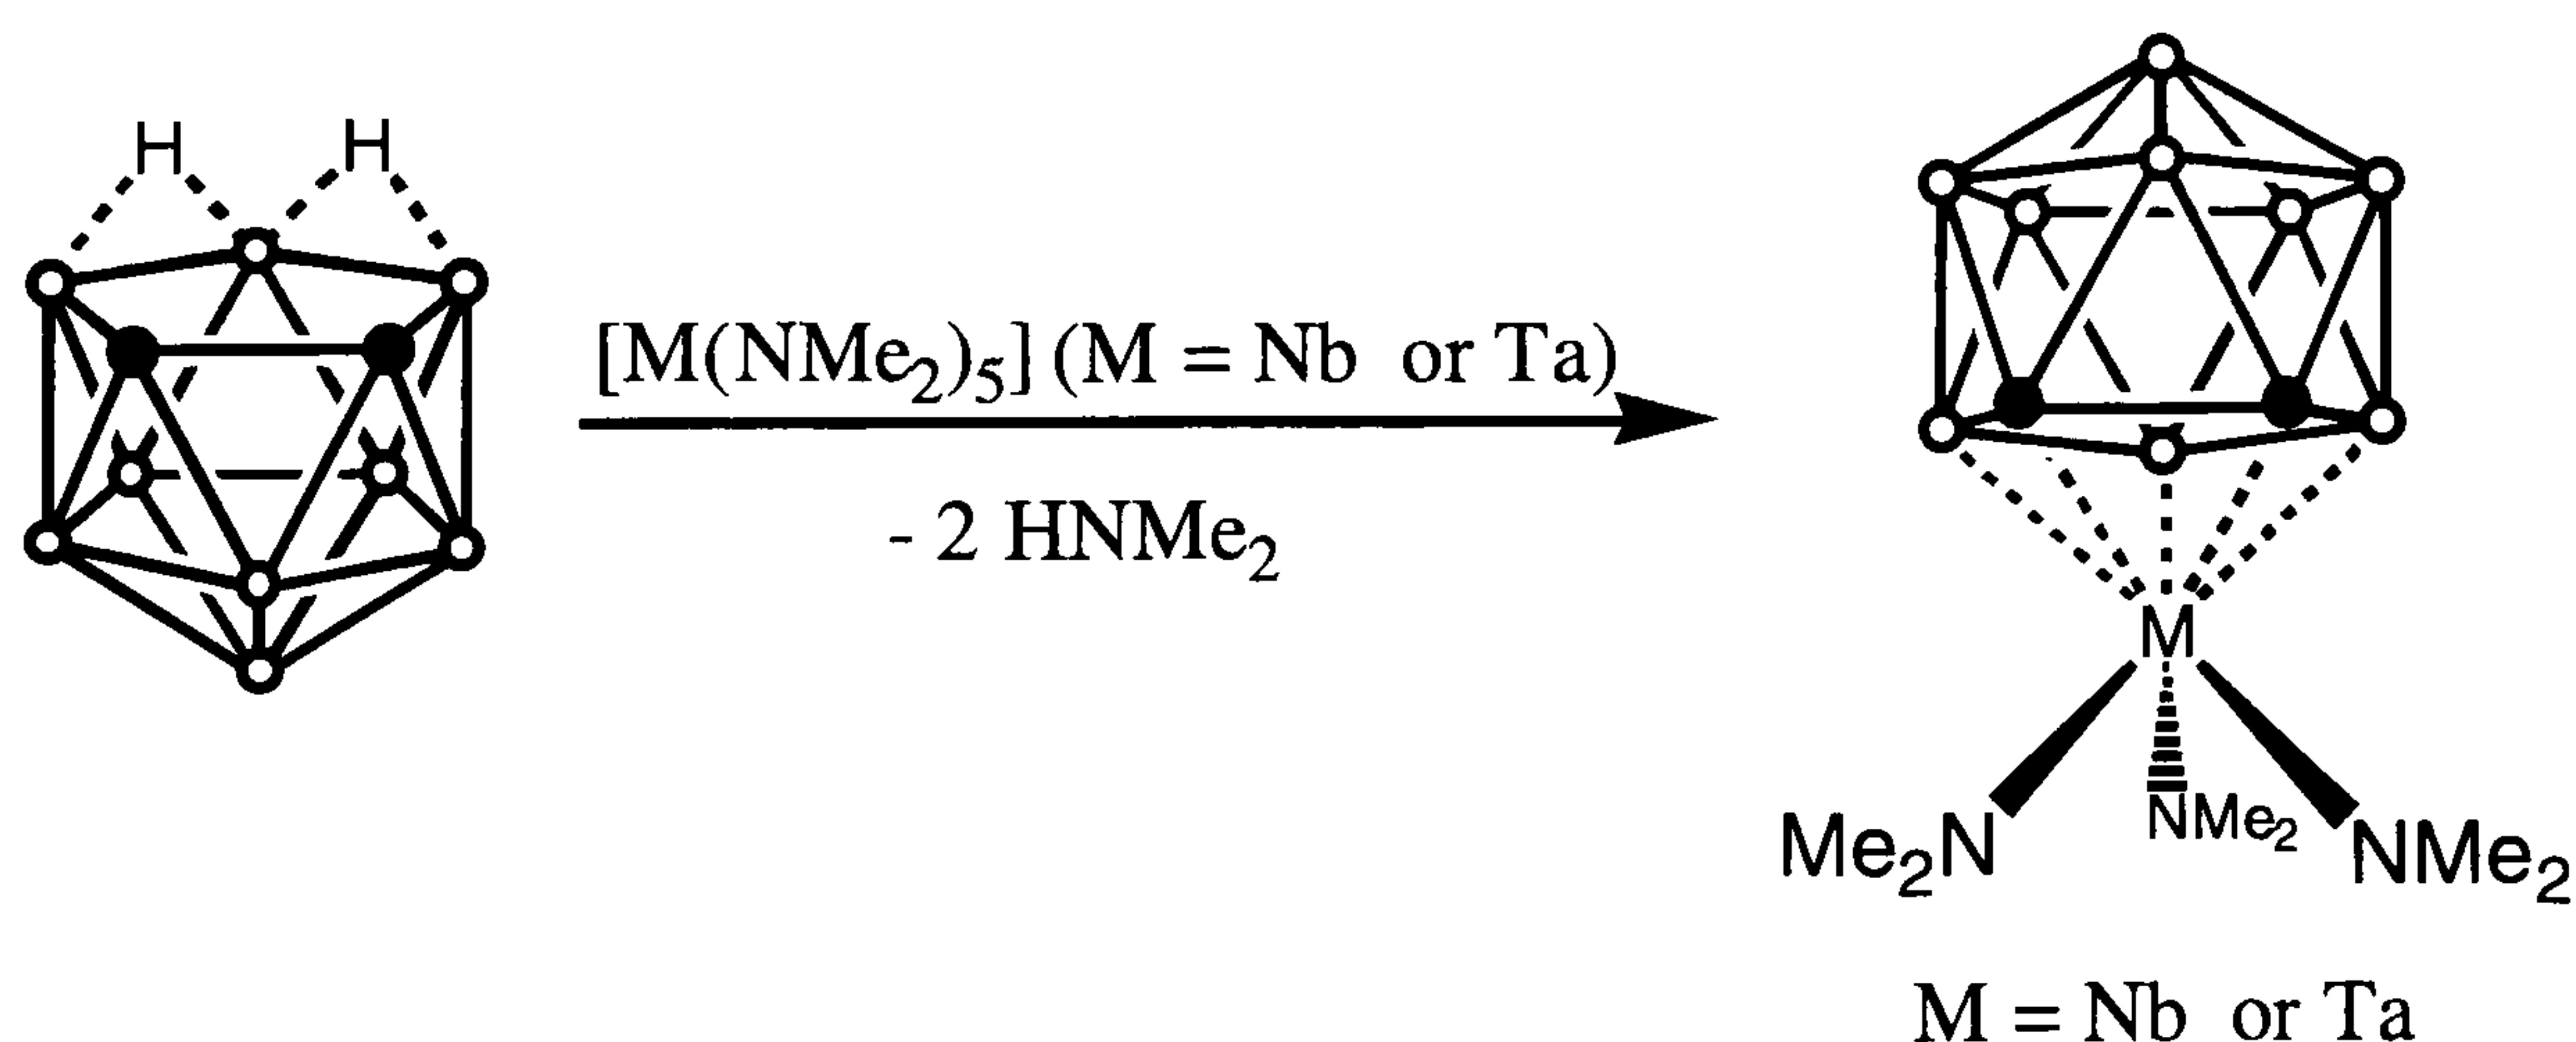 H H
[M(NMe2)5] (M = Nb or Ta)
- 2 HNMe2
M
Me2N NMe2 NMe2
M = Nb or Ta